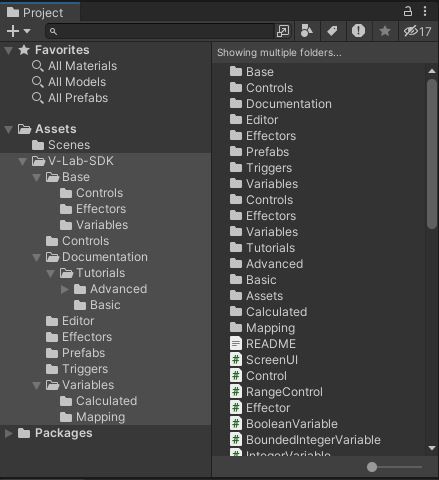 Project
17
Favorites
All Materials
All Models
All Prefabs
Assets
Scenes
V-Lab-SDK
Base
Controls
Effectors
Variables
Controls
Documentation
Tutorials
Advanced
Basic
Editor
Effectors
Prefabs
Triggers
Variables
Calculated
Mapping
Packages
Showing multiple folders...
Base
Controls
Documentation
Editor
Effectors
Prefabs
Triggers
Variables
Controls
Effectors
Variables
Tutorials
Advanced
Basic
Assets
Calculated
Mapping
README
ScreenUI
Control
RangeControl
Effector
BooleanVariable
BoundedIntegerVariable
IntegerVariable